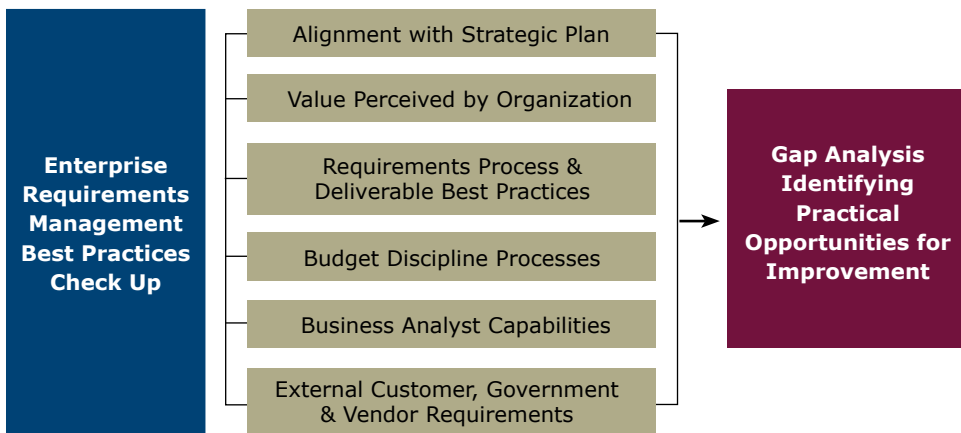 Enterprise
Requirements
Management
Best Practices
Check Up
Alignment with Strategic Plan
Value Perceived by Organization
Requirements Process &
Deliverable Best Practices
Budget Discipline Processes
Business Analyst Capabilities
External Customer, Government
& Vendor Requirements
Gap Analysis
Identifying
Practical
Opportunities for
Improvement